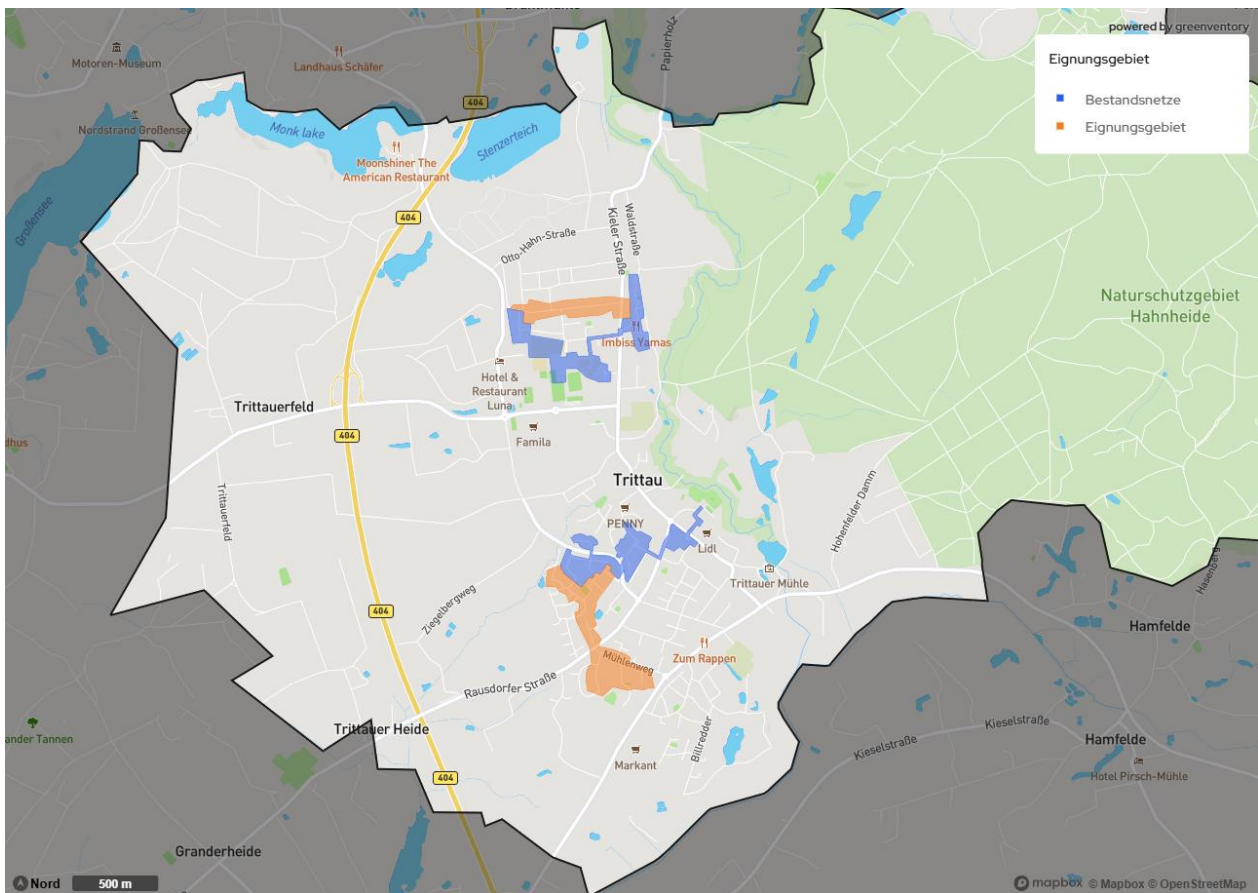 powered by greenventory
Eignungsgebiet
Bestandsnetze
Eignungsgebiet
Motoren-Museum
Landhaus Schäfer
Papierholz
404
Nordstrand Großensee
Monk lake
Stenzerteich
Moonshiner The
American Restaurant
Großensee
404
Waldstraße
Kieler Straße
Otto-Hahn-Straße
Naturschutzgebiet
Hahnheide
Imbiss Yamas
Hotel &
Restaurant
Luna
Trittauerfeld
404
Famila
Trittau
Trittauerfeld
PENNY
Lidl
Hohenfelder Damm
Trittauer Mühle
Hasenberg
Ziegelbergweg
404
Hamfelde
Mühlenweg
Zum Rappen
Rausdorfer Straße
Trittauer Heide
ander Tannen
Kieselstraße
Kieselstraße
Hamfelde
Billredder
Markant
404
Hotel Pirsch-Mühle
Granderheide
Nord
500 m
mapbox © Mapbox © OpenStreetMap